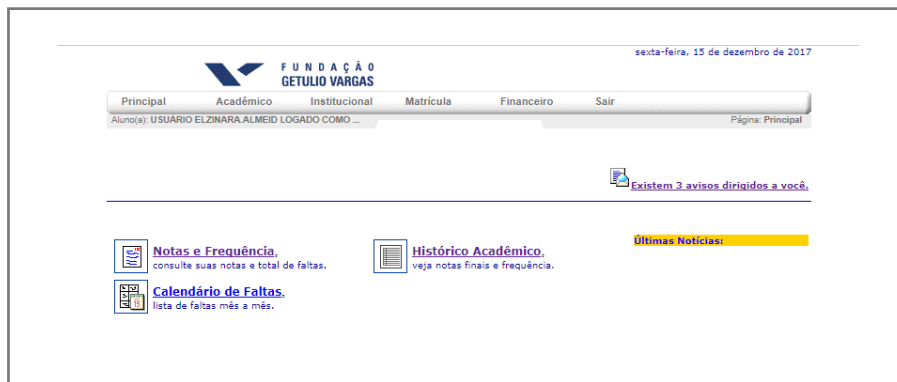 sexta-feira, 15 de dezembro de 2017
FUNDAÇÃO
GETULIO VARGAS
Principal Acadêmico Institucional Matrícula Financeiro Sair
Aluno(a): USUÁRIO ELZINARA.ALMEID LOGADO COMO ... Página: Principal
Existem 3 avisos dirigidos a você.
Últimas Notícias:
Notas e Frequência, Histórico Acadêmico,
consulte suas notas e total de faltas. veja notas finais e frequência.
Calendário de Faltas,
lista de faltas mês a mês.